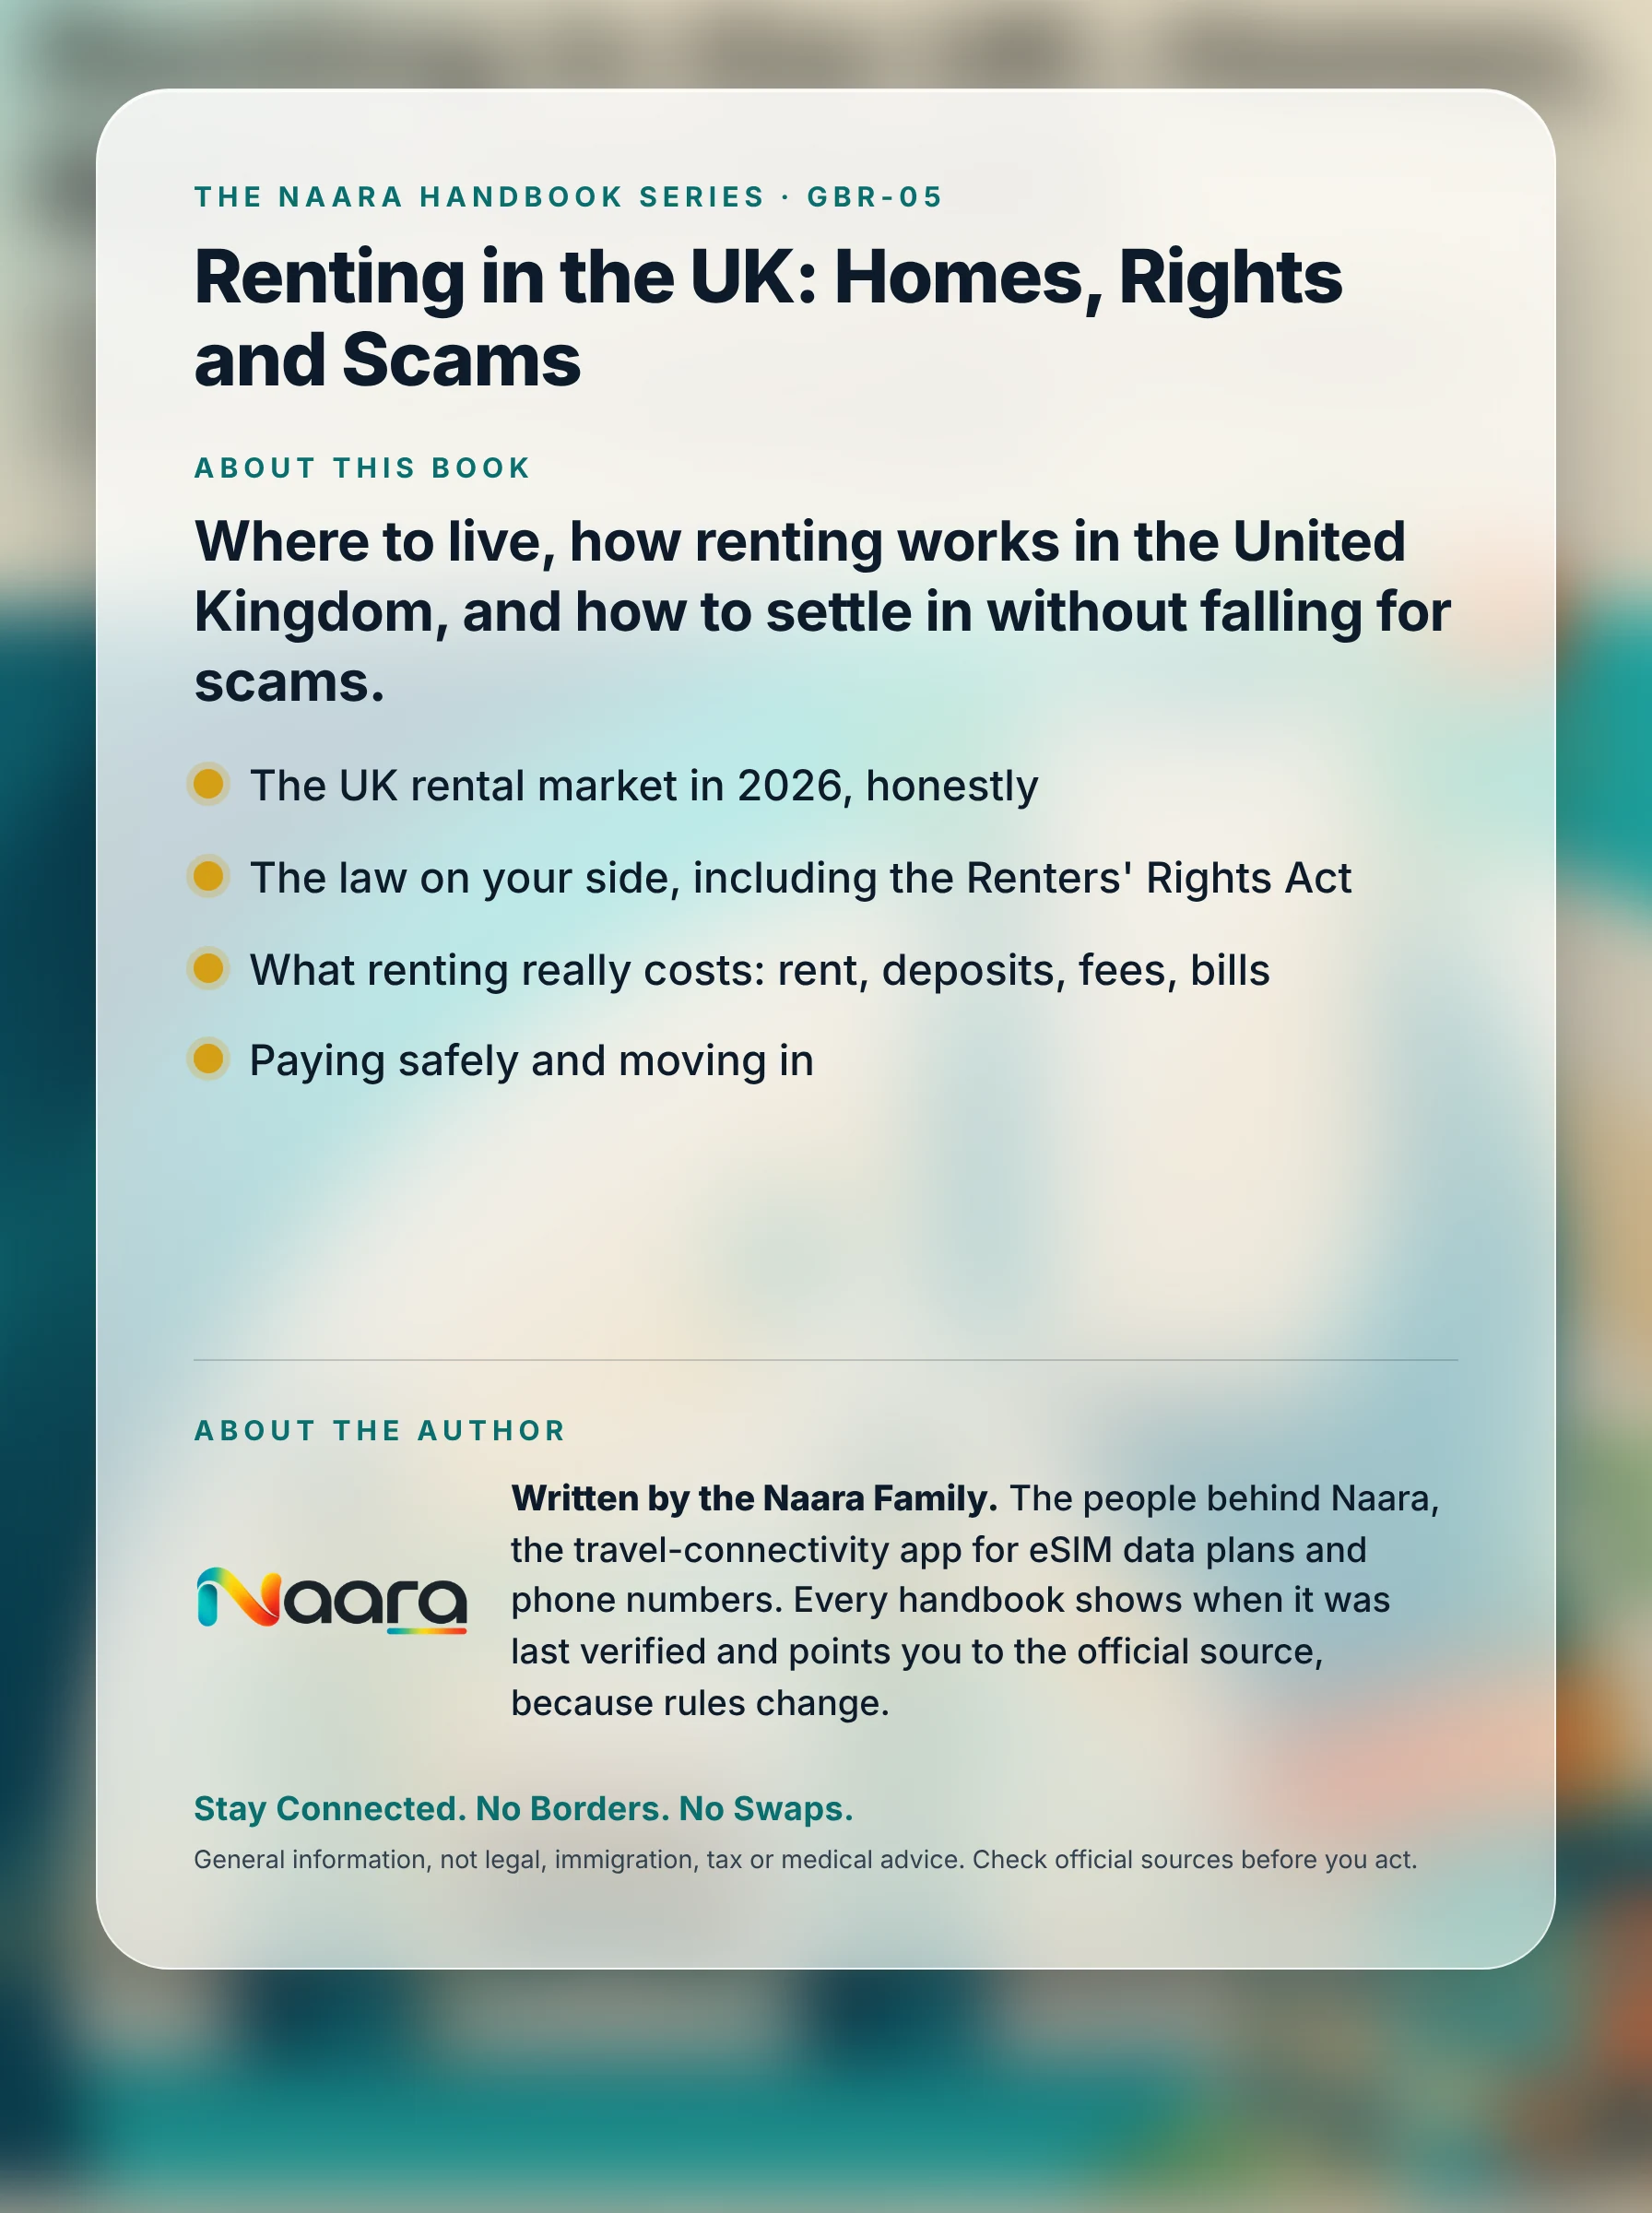 THE NAARA HANDBOOK SERIES · GBR-05
Renting in the UK: Homes, Rights
and Scams
ABOUT THIS BOOK
Where to live, how renting works in the United
Kingdom, and how to settle in without falling for
scams.
The UK rental market in 2026, honestly
The law on your side, including the Renters' Rights Act
What renting really costs: rent, deposits, fees, bills
Paying safely and moving in
ABOUT THE AUTHOR
Naara
Written by the Naara Family. The people behind Naara,
the travel-connectivity app for eSIM data plans and
phone numbers. Every handbook shows when it was
last verified and points you to the official source,
because rules change.
Stay Connected. No Borders. No Swaps.
General information, not legal, immigration, tax or medical advice. Check official sources before you act.